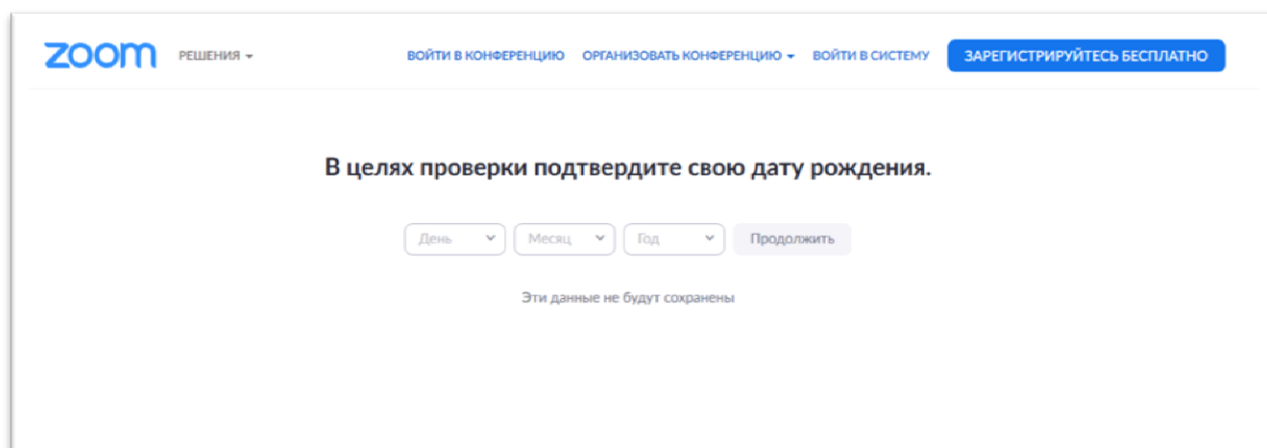 zoom РЕШЕНИЯ ВОЙТИ В КОНФЕРЕНЦИЮ ОРГАНИЗОВАТЬ КОНФЕРЕНЦИЮ ВОЙТИ В СИСТЕМУ ЗАРЕГИСТРИРУЙТЕСЬ БЕСПЛАТНО
В целях проверки подтвердите свою дату рождения.
День Месяц Год Продолжить
Эти данные не будут сохранены